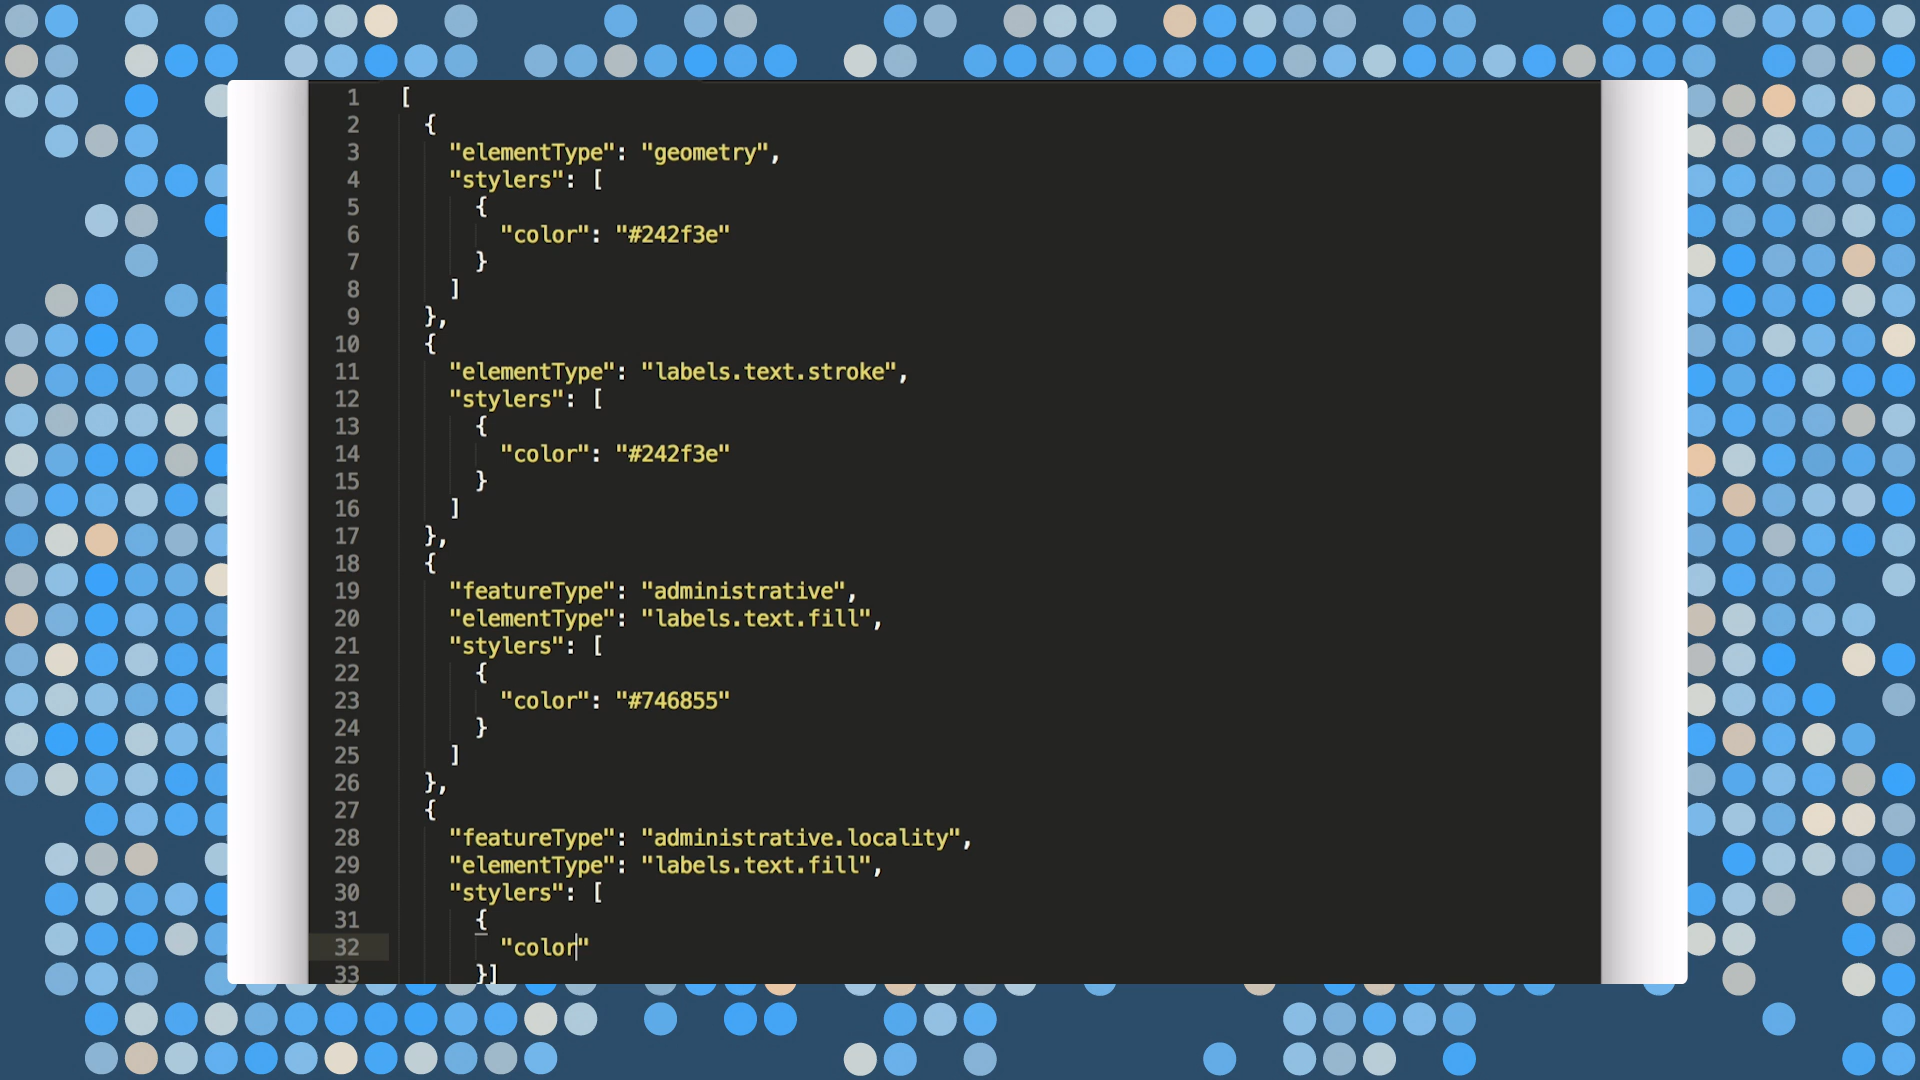 1 [
2 {
3 "elementType": "geometry",
4 "stylers": [
5 {
6 "color": "#242f3e"
7 }
8 ]
9 },
10 {
11 "elementType": "labels.text.stroke",
12 "stylers": [
13 {
14 "color": "#242f3e"
15 }
16 ]
17 },
18 {
19 "featureType": "administrative",
20 "elementType": "labels.text.fill",
21 "stylers": [
22 {
23 "color": "#746855"
24 }
25 ]
26 },
27 {
28 "featureType": "administrative.locality",
29 "elementType": "labels.text.fill",
30 "stylers": [
31 {
32 "color"
33 }]